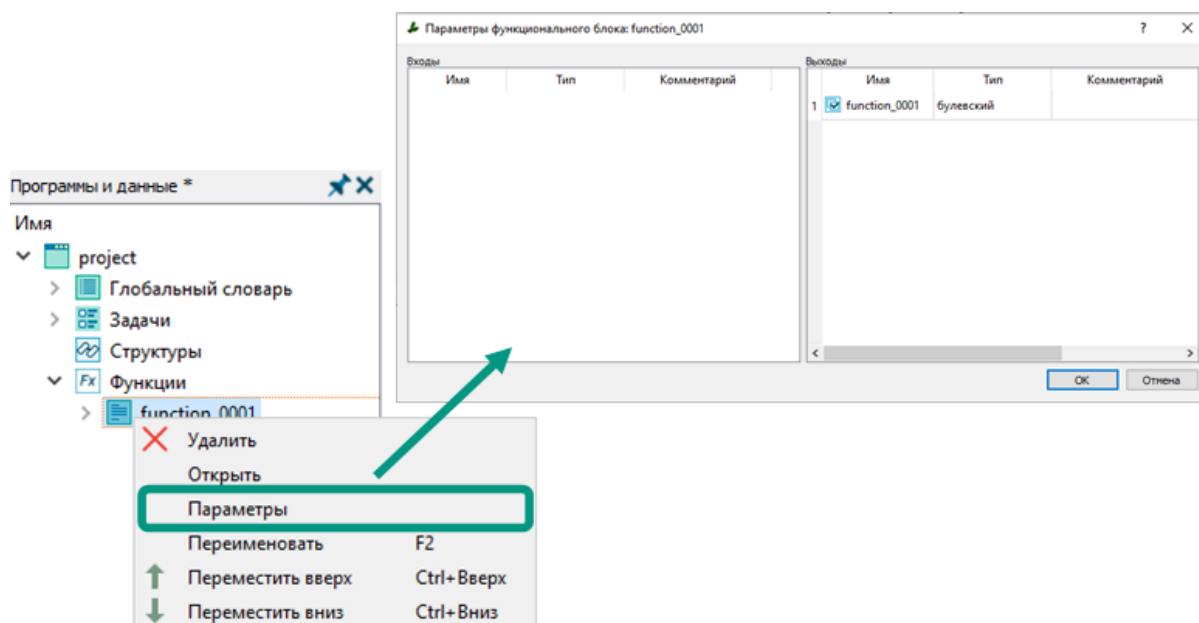 Параметры функционального блока: function_0001
?
Входы
Имя Тип Комментарий
Выходы
Имя Тип Комментарий
1 function_0001 булевский
OK Отмена
Программы и данные *
Имя
project
Глобальный словарь
Задачи
Структуры
Fx Функции
function_0001
Удалить
Открыть
Параметры
Переименовать F2
Переместить вверх Ctrl+Вверх
Переместить вниз Ctrl+Вниз